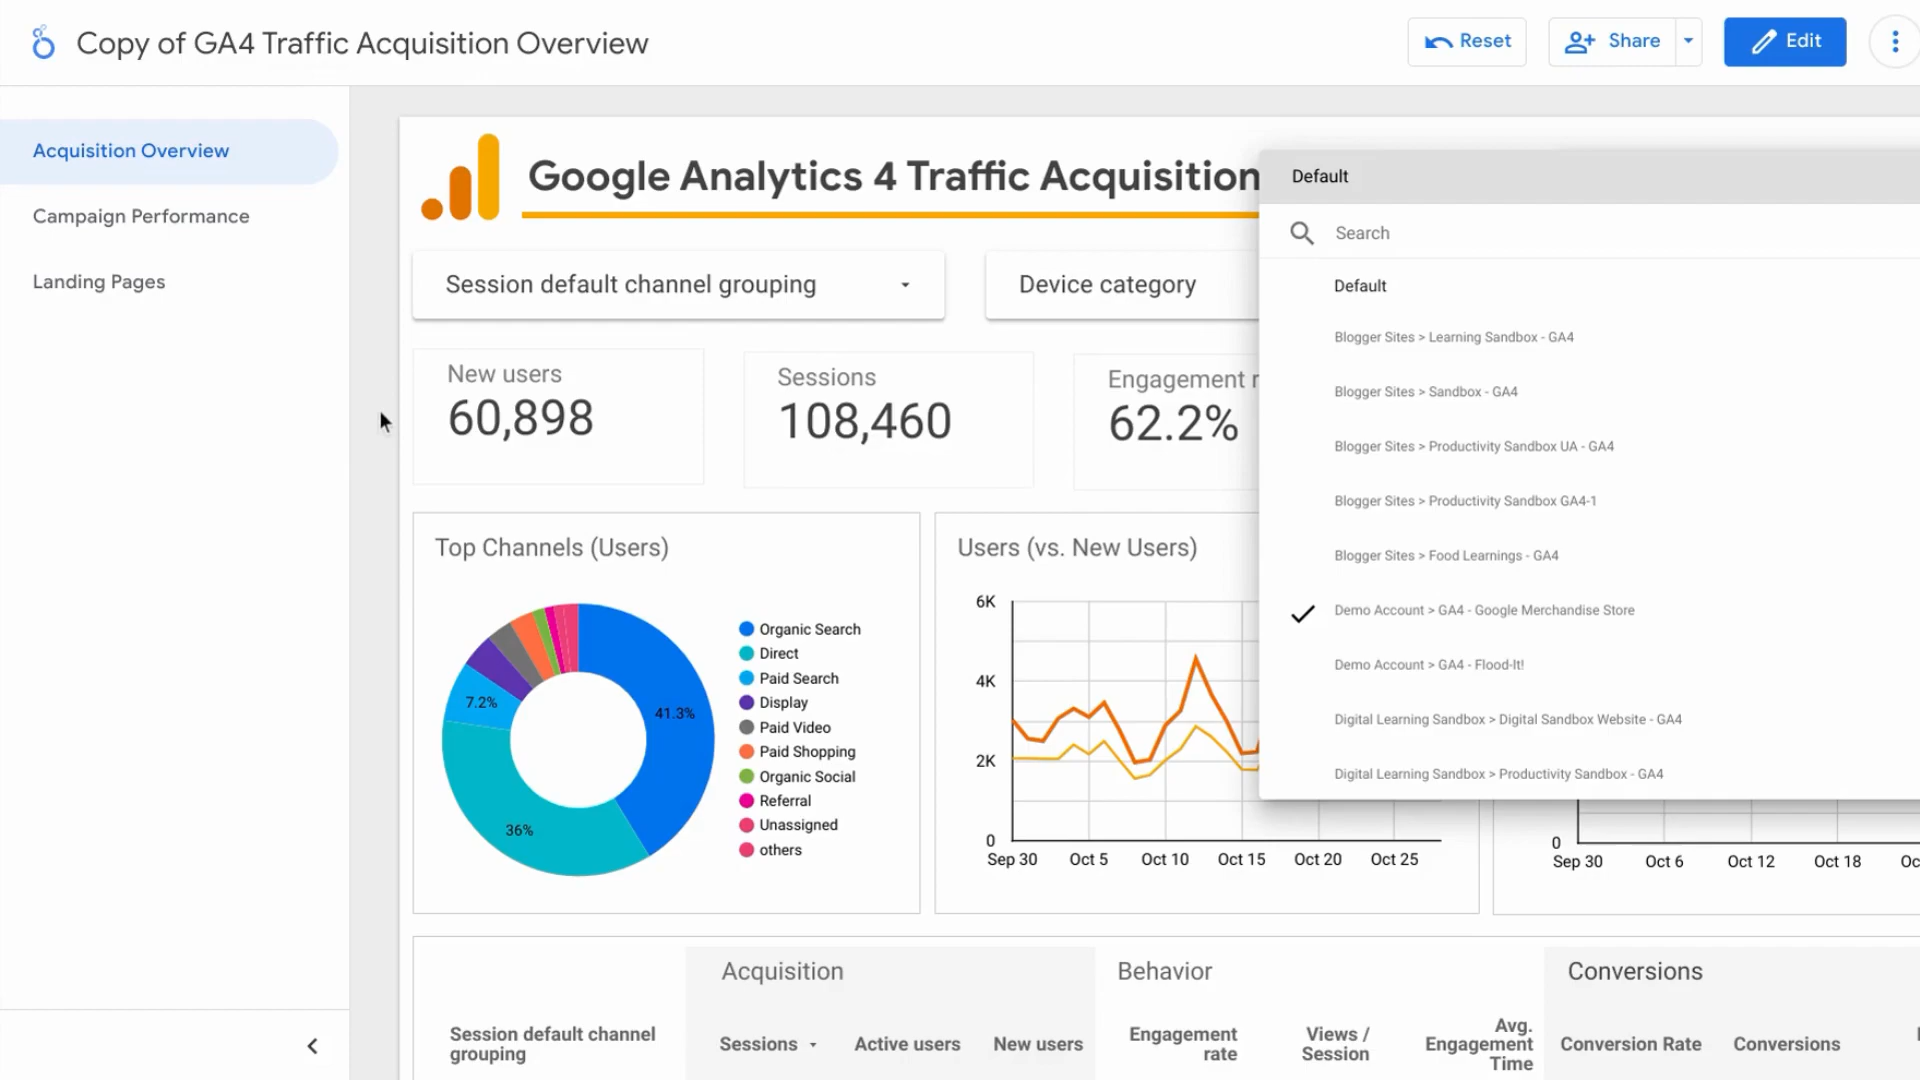 Copy of GA4 Traffic Acquisition Overview
Reset
Share
Edit
Acquisition Overview
Campaign Performance
Landing Pages
Google Analytics 4 Traffic Acquisition
Session default channel grouping
Device category
New users
60,898
Sessions
108,460
Engagement r
62.2%
Default
Search
Default
Blogger Sites > Learning Sandbox - GA4
Blogger Sites > Sandbox - GA4
Blogger Sites > Productivity Sandbox UA - GA4
Blogger Sites > Productivity Sandbox GA4-1
Blogger Sites > Food Learnings - GA4
Demo Account > GA4 - Google Merchandise Store
Demo Account > GA4 - Flood-It!
Digital Learning Sandbox > Digital Sandbox Website - GA4
Digital Learning Sandbox > Productivity Sandbox - GA4
Top Channels (Users)
41.3%
7.2%
36%
Organic Search
Direct
Paid Search
Display
Paid Video
Paid Shopping
Organic Social
Referral
Unassigned
others
Users (vs. New Users)
6K
4K
2K
0
Sep 30 Oct 5 Oct 10 Oct 15 Oct 20 Oct 25
0
Sep 30 Oct 6 Oct 12 Oct 18 Oc
Acquisition
Behavior
Conversions
Session default channel
grouping
Sessions
Active users
New users
Engagement
rate
Views /
Session
Avg.
Engagement
Time
Conversion Rate
Conversions